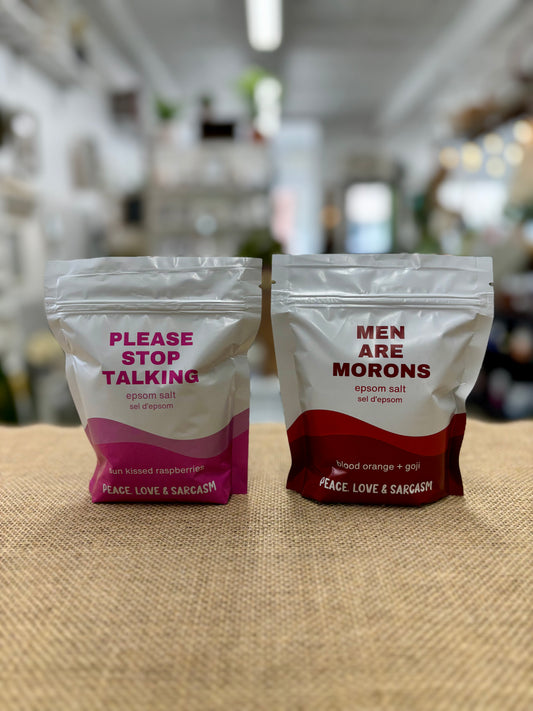 PLEASE
STOP
TALKING
epsom salt
sel d'epsom
sun kissed raspberries
PEACE, LOVE & SARCASM
MEN
ARE
MORONS
epsom salt
sel d'epsom
blood orange + goji
PEACE, LOVE & SARCASM